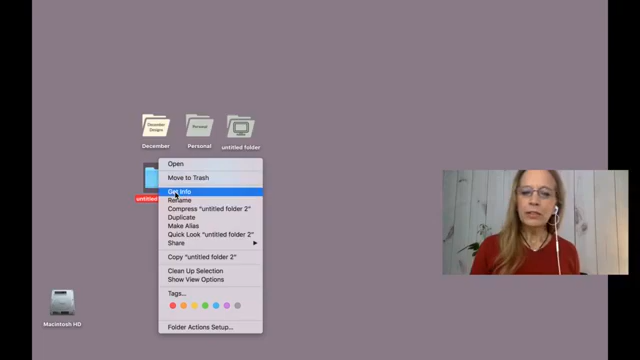 December
Designs
Personal
December
Personal
untitled folder
untitled
Open
Move to Trash
Get Info
Rename
Compress "untitled folder 2"
Duplicate
Make Alias
Quick Look "untitled folder 2"
Share
Copy "untitled folder 2"
Clean Up Selection
Show View Options
Tags...
Folder Actions Setup...
Macintosh HD